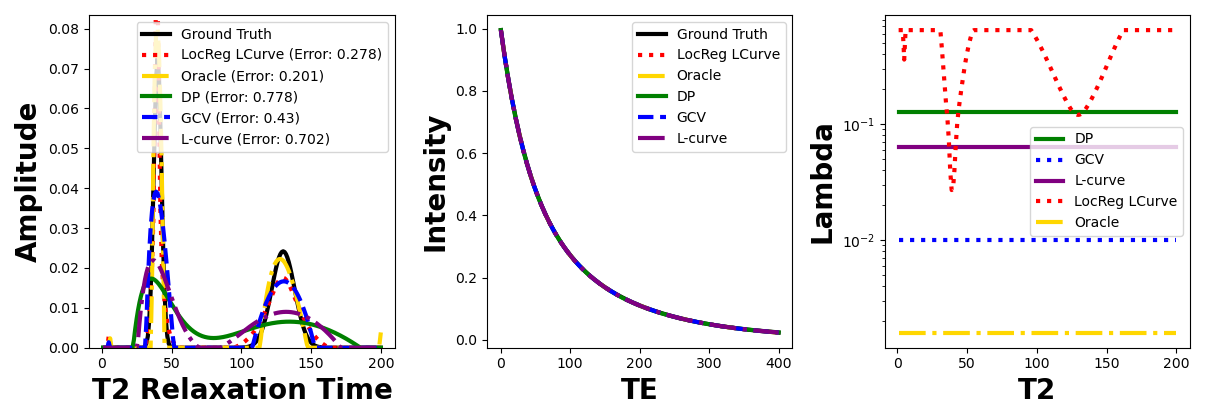 Amplitude
0.08
0.07
0.06
0.05
0.04
0.03
0.02
0.01
0.00
0 50 100 150 200
T2 Relaxation Time
Ground Truth
LocReg LCurve (Error: 0.278)
Oracle (Error: 0.201)
DP (Error: 0.778)
GCV (Error: 0.43)
L-curve (Error: 0.702)
Intensity
1.0
0.8
0.6
0.4
0.2
0.0
0 100 200 300 400
TE
Ground Truth
LocReg LCurve
Oracle
DP
GCV
L-curve
Lambda
10⁻¹
10⁻²
0 50 100 150 200
T2
DP
GCV
L-curve
LocReg LCurve
Oracle